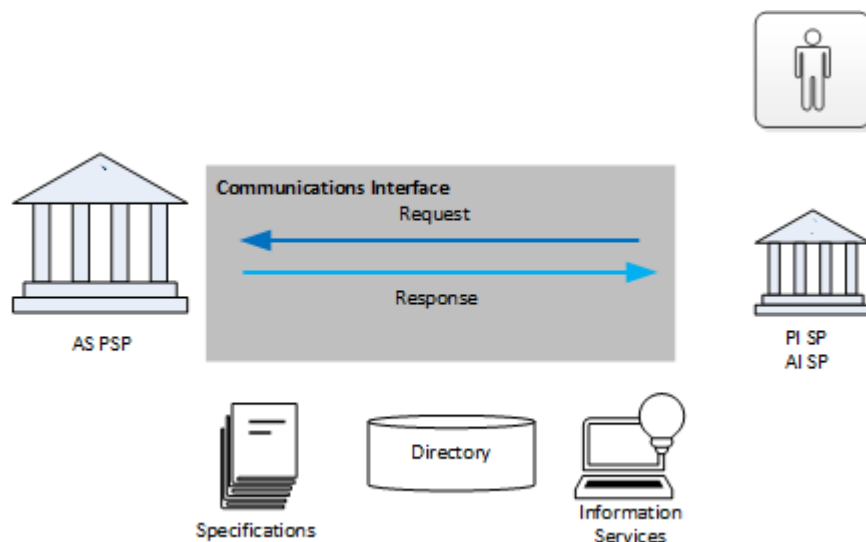 Communications Interface
Request
Response
AS PSP
PI SP
AI SP
Directory
Specifications
Information
Services